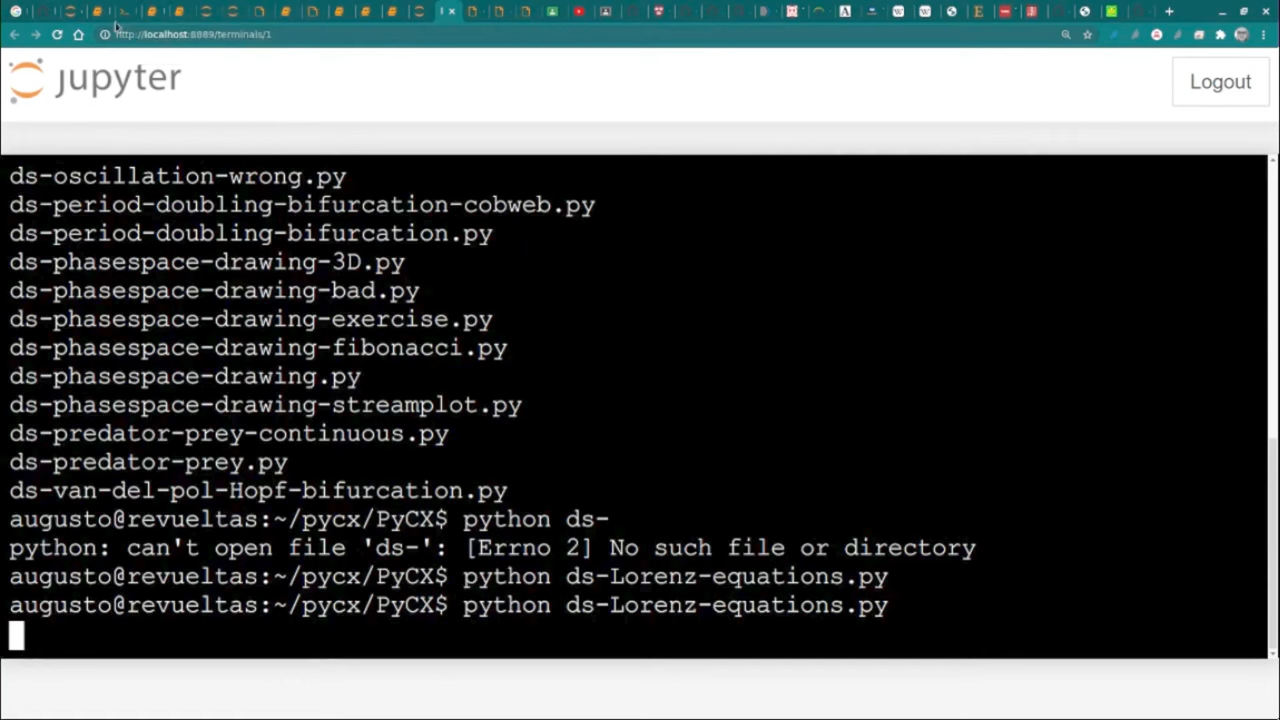 http://localhost:8889/terminals/1
jupyter
Logout
ds-oscillation-wrong.py
ds-period-doubling-bifurcation-cobweb.py
ds-period-doubling-bifurcation.py
ds-phasespace-drawing-3D.py
ds-phasespace-drawing-bad.py
ds-phasespace-drawing-exercise.py
ds-phasespace-drawing-fibonacci.py
ds-phasespace-drawing.py
ds-phasespace-drawing-streamplot.py
ds-predator-prey-continuous.py
ds-predator-prey.py
ds-van-del-pol-Hopf-bifurcation.py
augusto@revueltas:~/pycx/PyCX$ python ds-
python: can't open file 'ds-': [Errno 2] No such file or directory
augusto@revueltas:~/pycx/PyCX$ python ds-Lorenz-equations.py
augusto@revueltas:~/pycx/PyCX$ python ds-Lorenz-equations.py